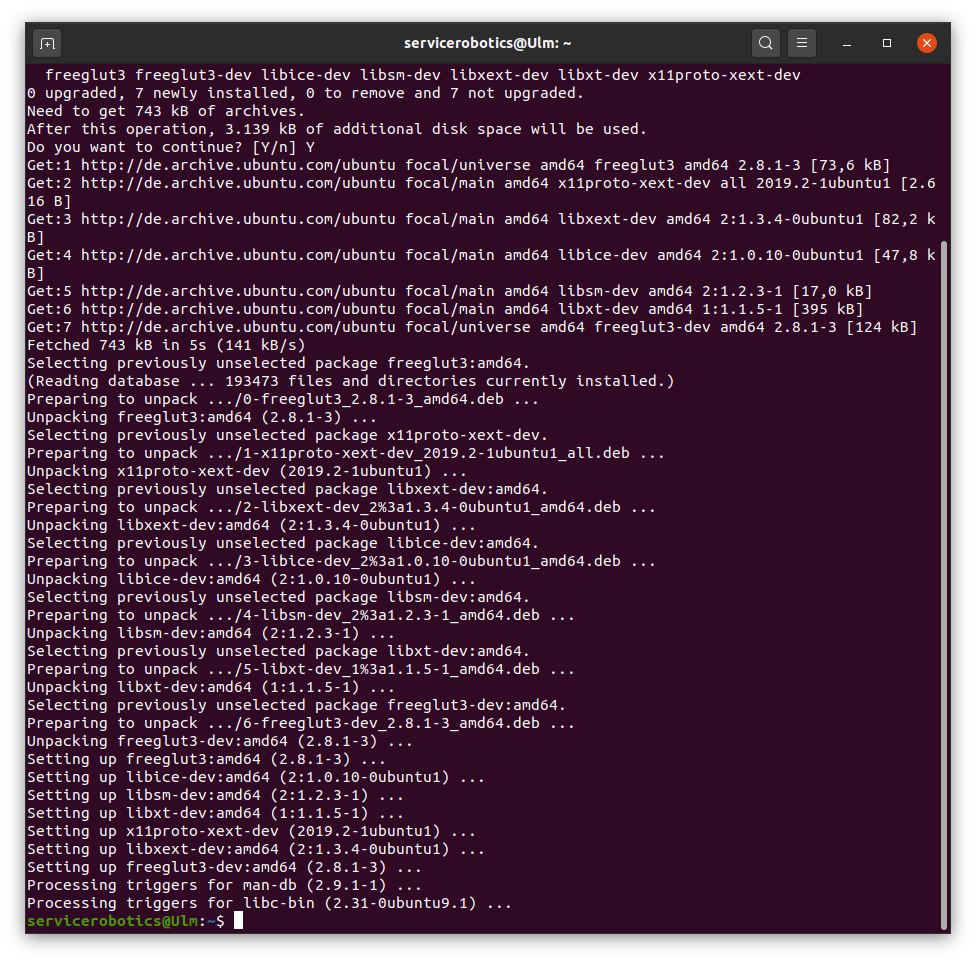 servicerobotics@Ulm: ~
freeglut3 freeglut3-dev libice-dev libsm-dev libxext-dev libxt-dev x11proto-xext-dev
0 upgraded, 7 newly installed, 0 to remove and 7 not upgraded.
Need to get 743 kB of archives.
After this operation, 3.139 kB of additional disk space will be used.
Do you want to continue? [Y/n] Y
Get:1 http://de.archive.ubuntu.com/ubuntu focal/universe amd64 freeglut3 amd64 2.8.1-3 [73,6 kB]
Get:2 http://de.archive.ubuntu.com/ubuntu focal/main amd64 x11proto-xext-dev all 2019.2-1ubuntu1 [2.6
16 B]
Get:3 http://de.archive.ubuntu.com/ubuntu focal/main amd64 libxext-dev amd64 2:1.3.4-0ubuntu1 [82,2 k
B]
Get:4 http://de.archive.ubuntu.com/ubuntu focal/main amd64 libice-dev amd64 2:1.0.10-0ubuntu1 [47,8 k
B]
Get:5 http://de.archive.ubuntu.com/ubuntu focal/main amd64 libsm-dev amd64 2:1.2.3-1 [17,0 kB]
Get:6 http://de.archive.ubuntu.com/ubuntu focal/main amd64 libxt-dev amd64 1:1.1.5-1 [395 kB]
Get:7 http://de.archive.ubuntu.com/ubuntu focal/universe amd64 freeglut3-dev amd64 2.8.1-3 [124 kB]
Fetched 743 kB in 5s (141 kB/s)
Selecting previously unselected package freeglut3:amd64.
(Reading database ... 193473 files and directories currently installed.)
Preparing to unpack .../0-freeglut3_2.8.1-3_amd64.deb ...
Unpacking freeglut3:amd64 (2.8.1-3) ...
Selecting previously unselected package x11proto-xext-dev.
Preparing to unpack .../1-x11proto-xext-dev_2019.2-1ubuntu1_all.deb ...
Unpacking x11proto-xext-dev (2019.2-1ubuntu1) ...
Selecting previously unselected package libxext-dev:amd64.
Preparing to unpack .../2-libxext-dev_2%3a1.3.4-0ubuntu1_amd64.deb ...
Unpacking libxext-dev:amd64 (2:1.3.4-0ubuntu1) ...
Selecting previously unselected package libice-dev:amd64.
Preparing to unpack .../3-libice-dev_2%3a1.0.10-0ubuntu1_amd64.deb ...
Unpacking libice-dev:amd64 (2:1.0.10-0ubuntu1) ...
Selecting previously unselected package libsm-dev:amd64.
Preparing to unpack .../4-libsm-dev_2%3a1.2.3-1_amd64.deb ...
Unpacking libsm-dev:amd64 (2:1.2.3-1) ...
Selecting previously unselected package libxt-dev:amd64.
Preparing to unpack .../5-libxt-dev_1%3a1.1.5-1_amd64.deb ...
Unpacking libxt-dev:amd64 (1:1.1.5-1) ...
Selecting previously unselected package freeglut3-dev:amd64.
Preparing to unpack .../6-freeglut3-dev_2.8.1-3_amd64.deb ...
Unpacking freeglut3-dev:amd64 (2.8.1-3) ...
Setting up freeglut3:amd64 (2.8.1-3) ...
Setting up libice-dev:amd64 (2:1.0.10-0ubuntu1) ...
Setting up libsm-dev:amd64 (2:1.2.3-1) ...
Setting up libxt-dev:amd64 (1:1.1.5-1) ...
Setting up x11proto-xext-dev (2019.2-1ubuntu1) ...
Setting up libxext-dev:amd64 (2:1.3.4-0ubuntu1) ...
Setting up freeglut3-dev:amd64 (2.8.1-3) ...
Processing triggers for man-db (2.9.1-1) ...
Processing triggers for libc-bin (2.31-0ubuntu9.1) ...
servicerobotics@Ulm:~$